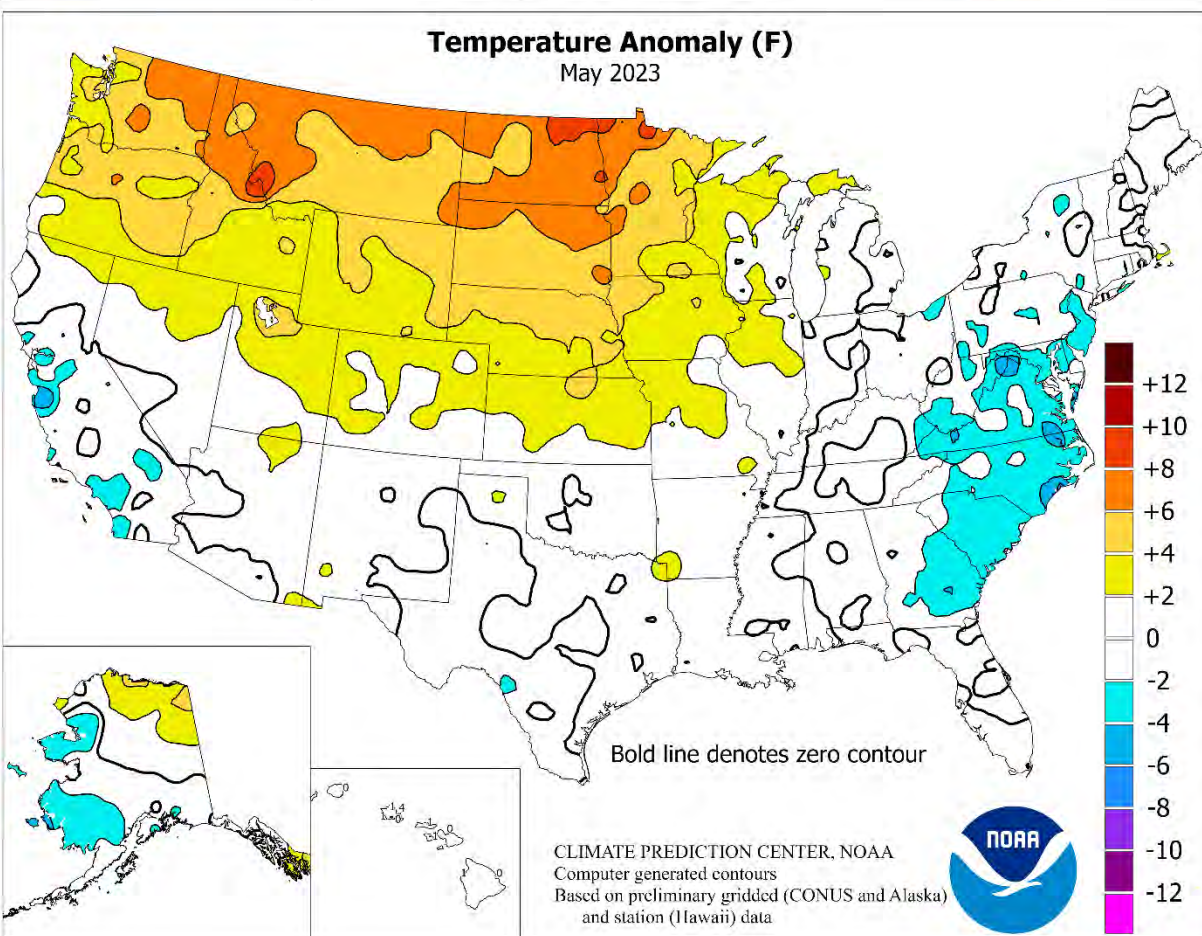 Temperature Anomaly (F)
May 2023
+12
+10
+8
+6
+4
+2
0
-2
-4
-6
-8
-10
-12
Bold line denotes zero contour
CLIMATE PREDICTION CENTER, NOAA
Computer generated contours
Based on preliminary gridded (CONUS and Alaska)
and station (Hawaii) data
NOAA